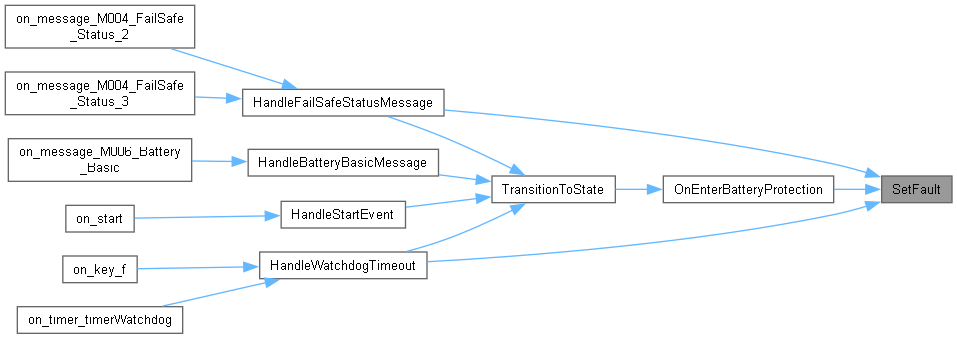 on_message_M004_FailSafe
_Status_2
on_message_M004_FailSafe
_Status_3
on_message_M006_Battery
_Basic
on_start
on_key_f
on_timer_timerWatchdog
HandleFailSafeStatusMessage
HandleBatteryBasicMessage
HandleStartEvent
HandleWatchdogTimeout
TransitionToState
OnEnterBatteryProtection
SetFault